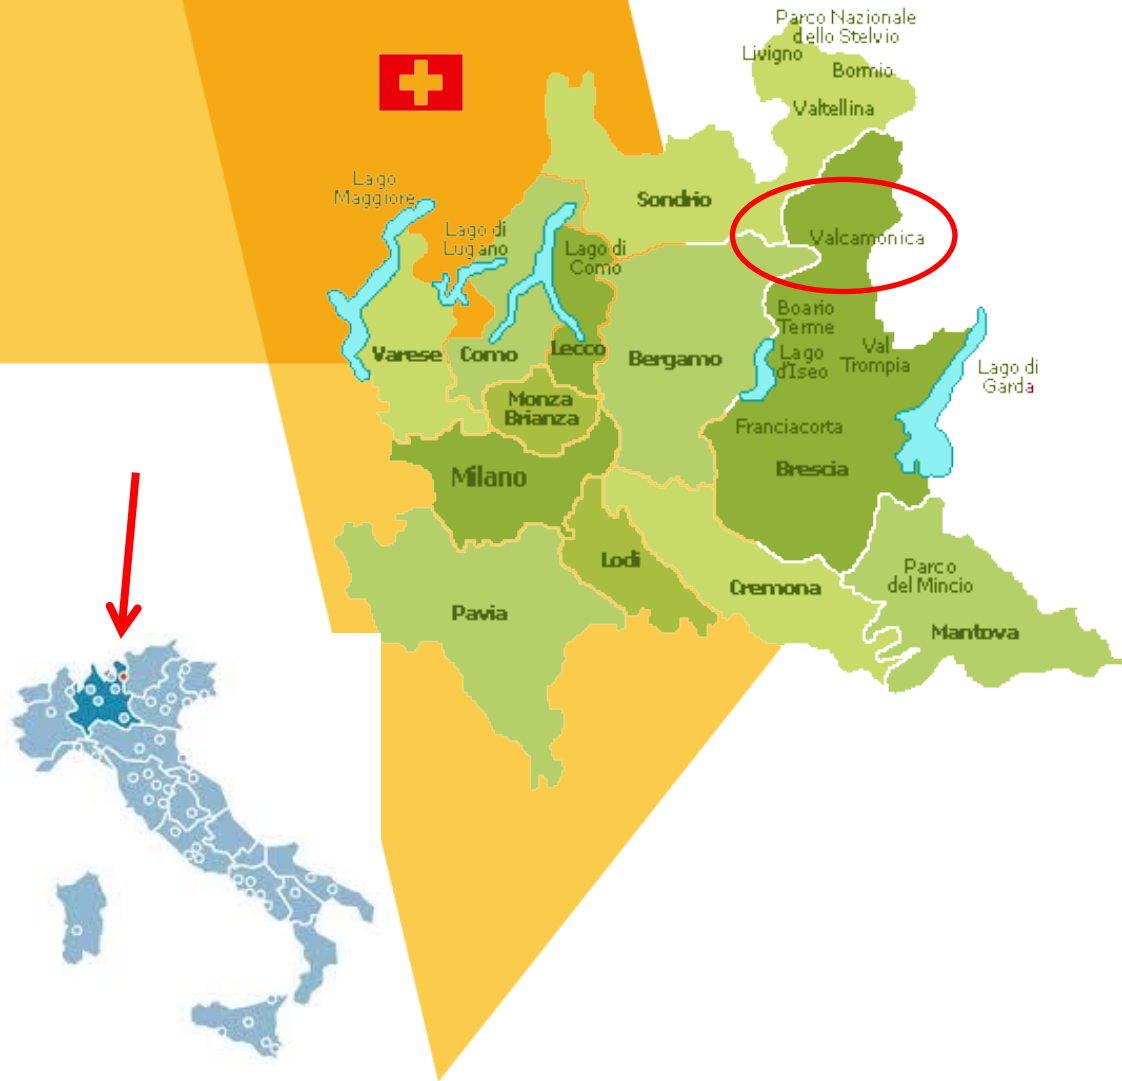 Parco Nazionale
dello Stelvio
Livigno
Bormio
Valtellina
Lago
Maggiore
Sondrio
Lago di
Lugano
Lago di
Como
Valcamonica
Boario
Terme
Varese
Como
Lecco
Bergamo
Lago
d'Iseo
Val
Trompia
Lago di
Garda
Monza
Brianza
Franciacorta
Brescia
Milano
Lodi
Cremona
Parco
del Mincio
Pavia
Mantova